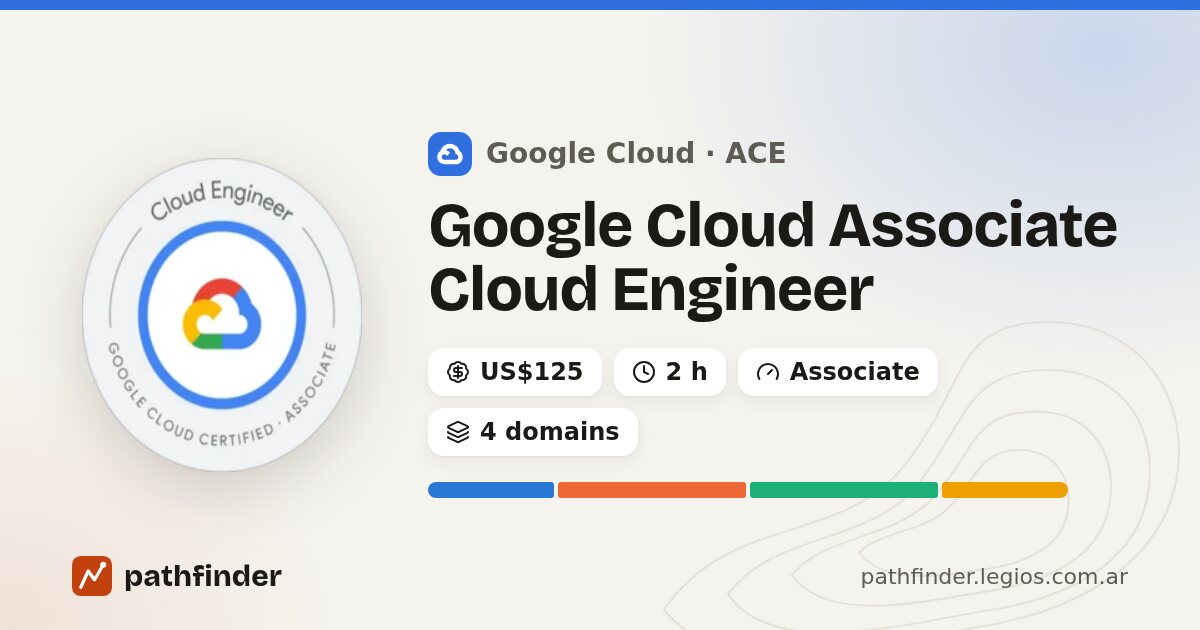 Cloud Engineer
GOOGLE CLOUD CERTIFIED · ASSOCIATE
Google Cloud · ACE
Google Cloud Associate
Cloud Engineer
US$125
2 h
Associate
4 domains
pathfinder
pathfinder.legios.com.ar